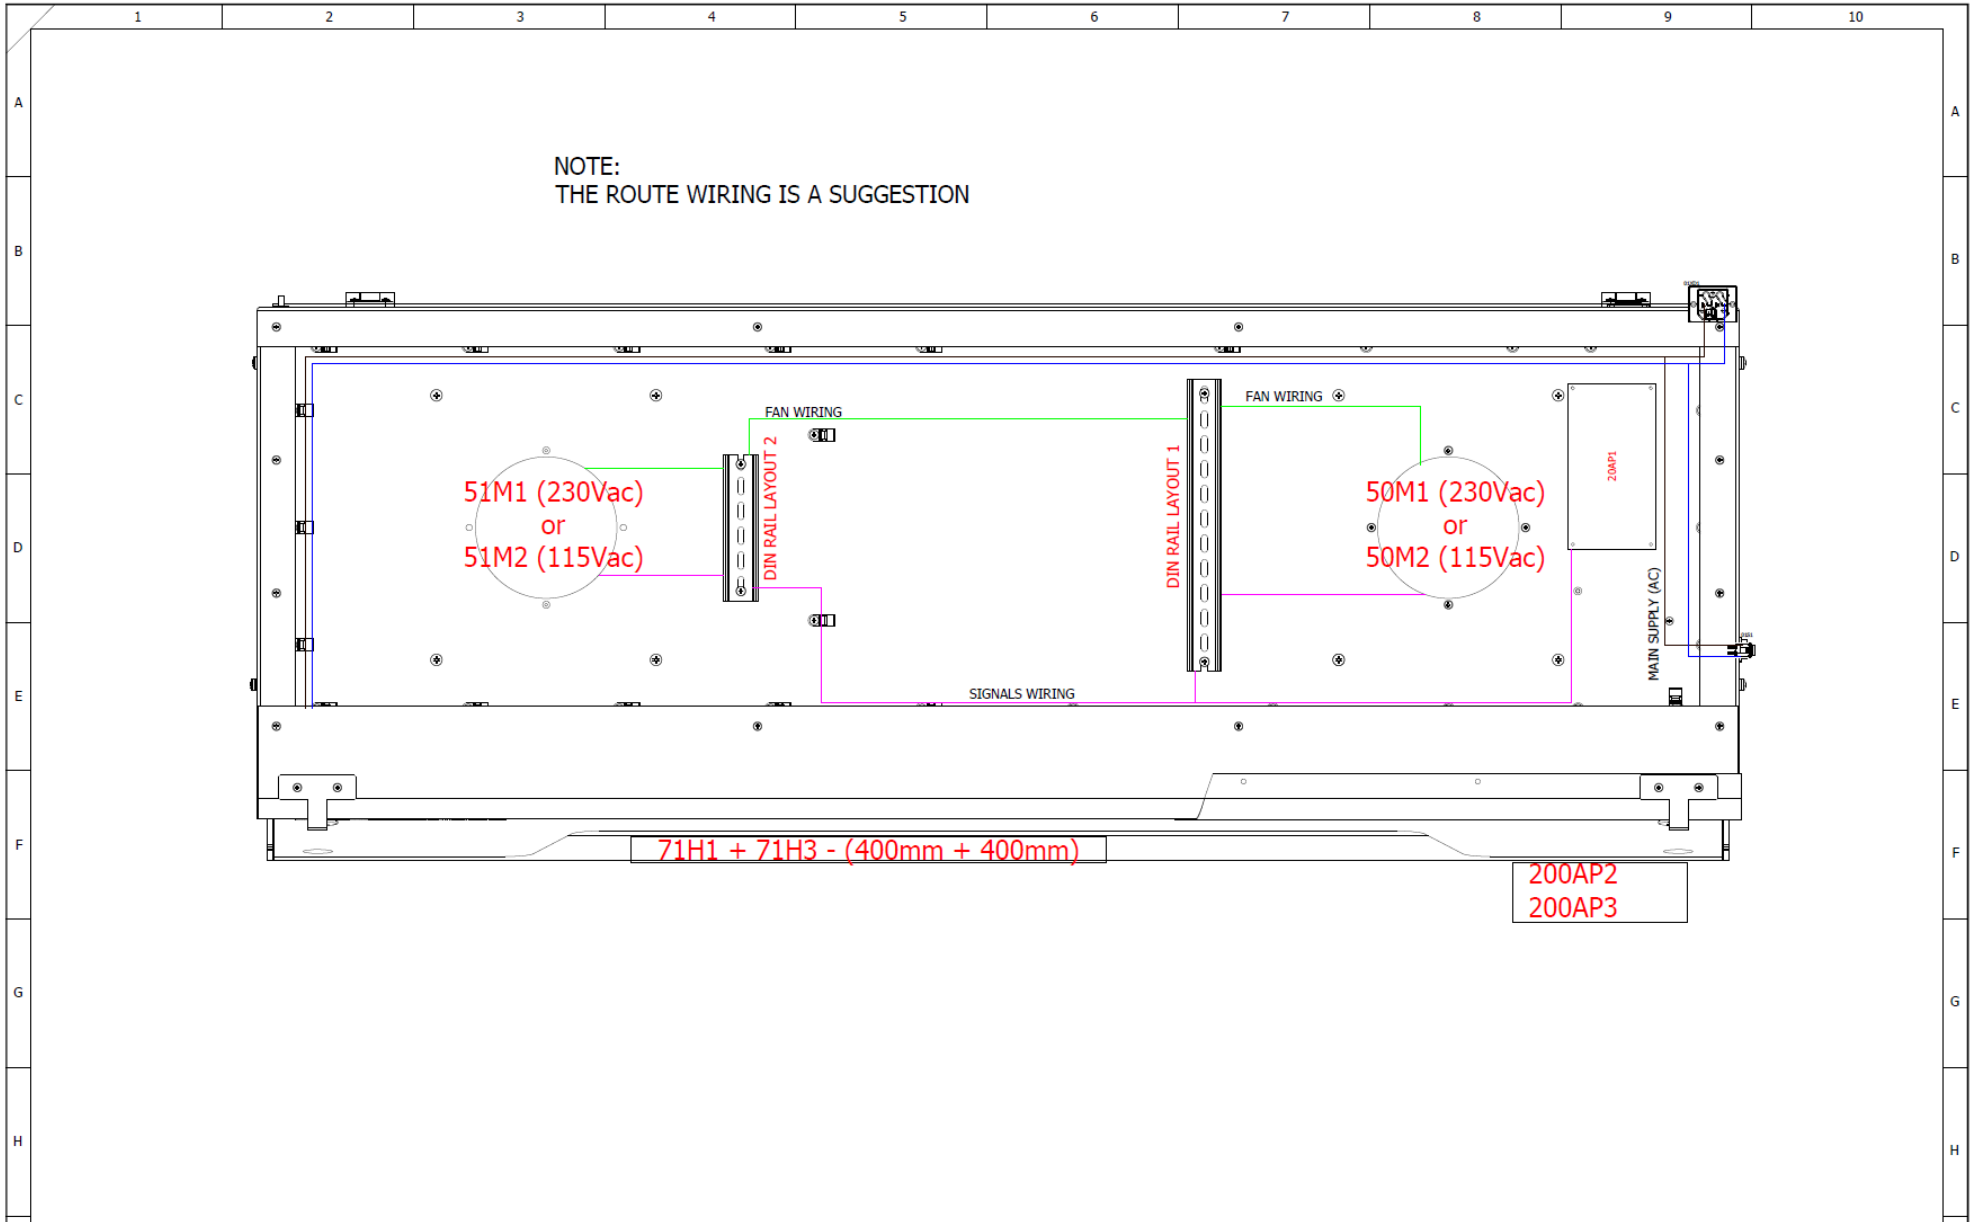 1 2 3 4 5 6 7 8 9 10
A A
NOTE:
THE ROUTE WIRING IS A SUGGESTION
B B
C C
FAN WIRING
FAN WIRING
DIN RAIL LAYOUT 2
DIN RAIL LAYOUT 1
20AP1
51M1 (230Vac)
or
51M2 (115Vac)
50M1 (230Vac)
or
50M2 (115Vac)
D D
MAIN SUPPLY (AC)
SIGNALS WIRING
E E
F F
71H1 + 71H3 - (400mm + 400mm)
200AP2
200AP3
G G
H H